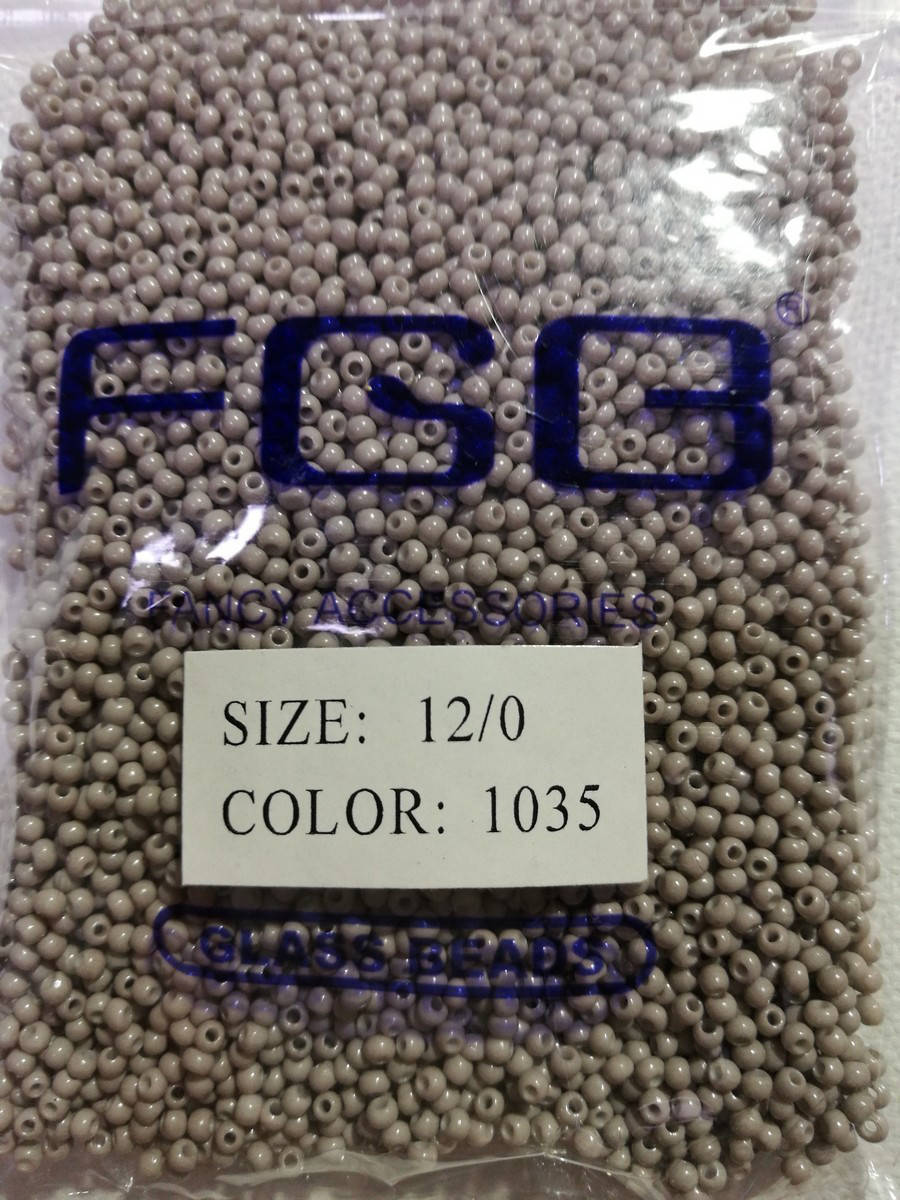 FGB®
FANCY ACCESSORIES
SIZE: 12/0
COLOR: 1035
GLASS BEADS